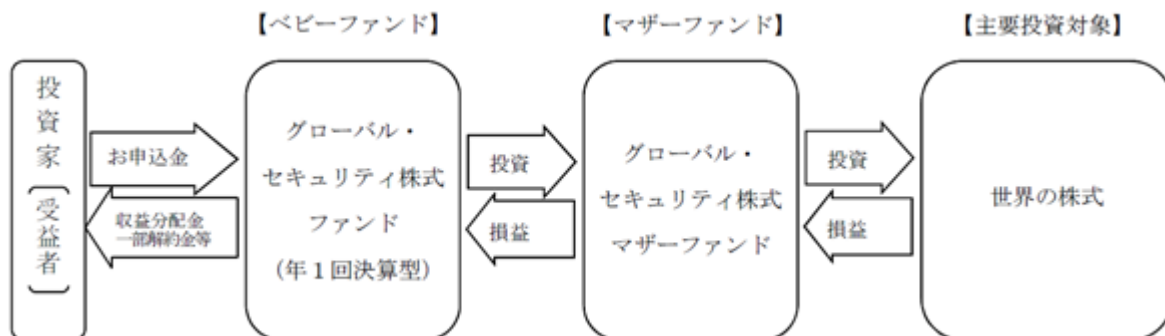 【ベビーファンド】
【マザーファンド】
【主要投資対象】
投資家(受益者)
お申込金
収益分配金
一部解約金等
グローバル・
セキュリティ株式
ファンド
(年1回決算型)
投資
損益
グローバル・
セキュリティ株式
マザーファンド
投資
損益
世界の株式